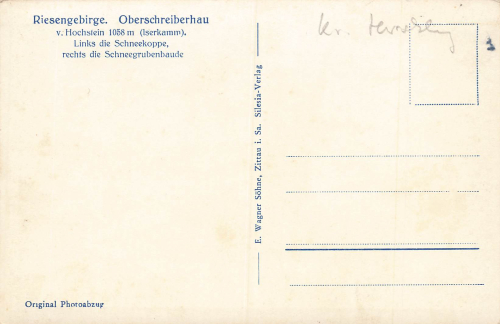 Riesengebirge. Oberschreiberhau
v. Hochstein 1058 m (Iserkamm).
Links die Schneekoppe,
rechts die Schneegrubenbaude
Kr.
E. Wagner Söhne, Zittau i. Sa. Silesia-Verlag
Original Photoabzug